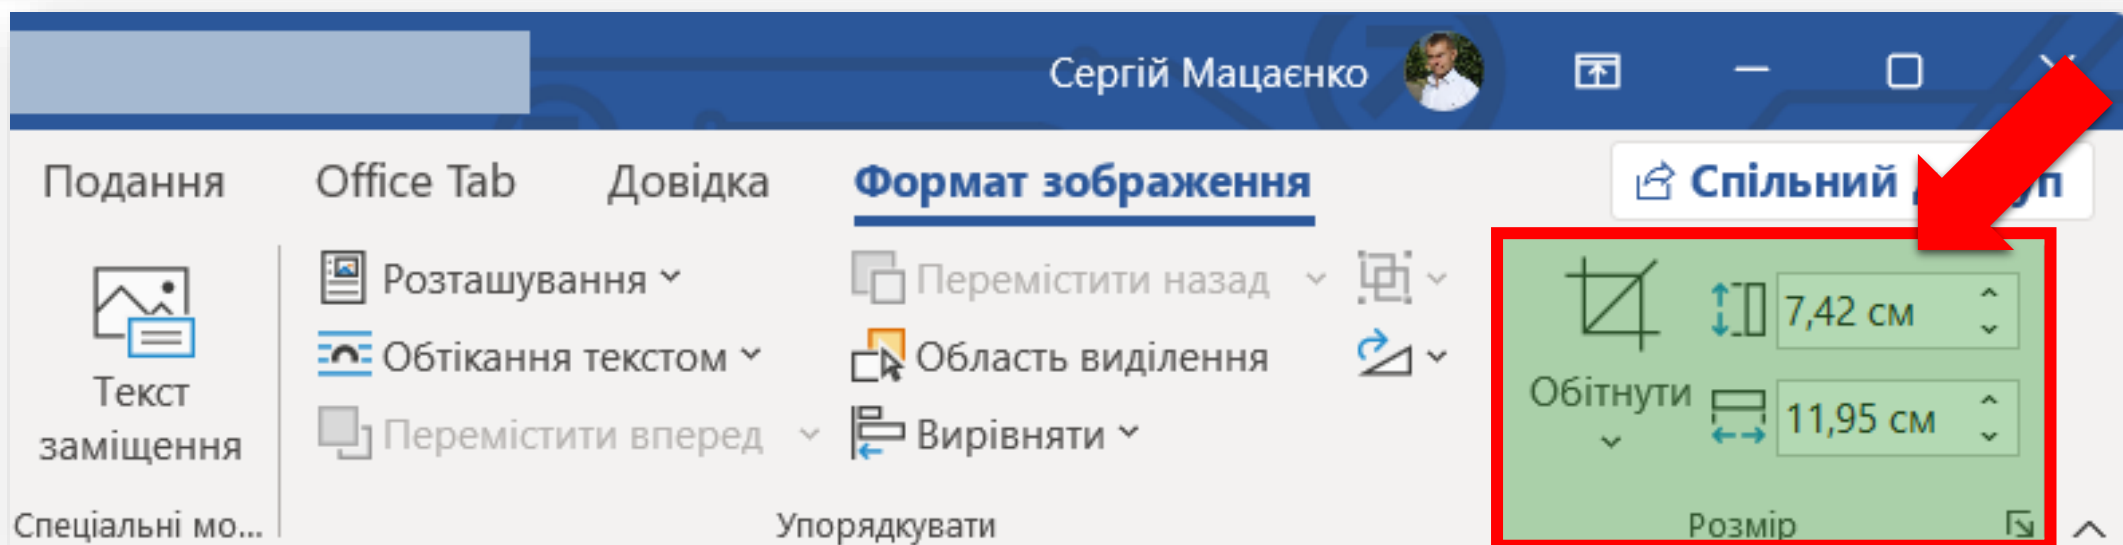 Сергій Мацаєнко
Подання Office Tab Довідка Формат зображення Спільний
Текст
заміщення
Спеціальні мо...
Розташування
Обтікання текстом
Перемістити вперед
Перемістити назад
Область виділення
Вирівняти
Упорядкувати
Обітнути
7,42 см
11,95 см
Розмір